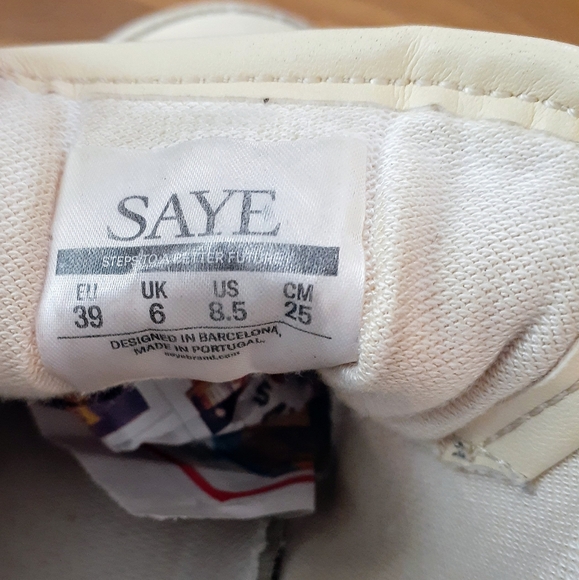 SAYE
STEPS TO A BETTER FUTURE
EU UK US CM
39 6 8.5 25
DESIGNED IN BARCELONA,
MADE IN PORTUGAL.
sayebrand.com